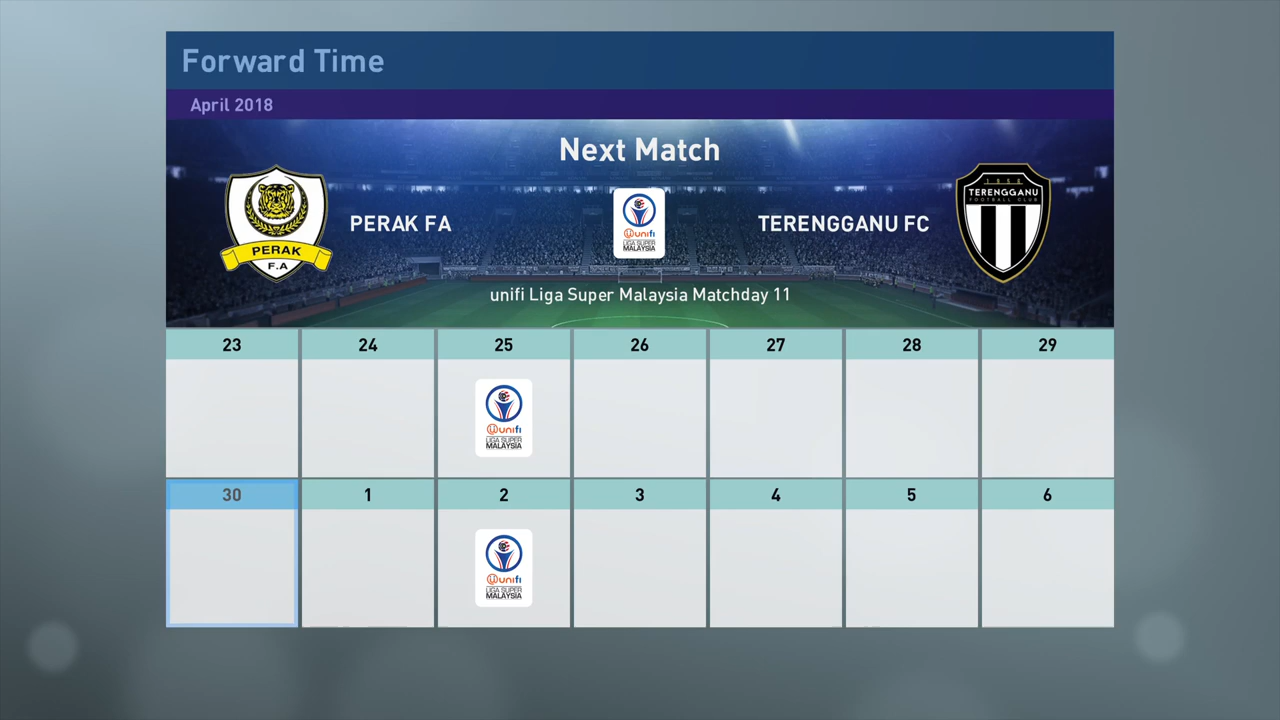 Forward Time
April 2018
Next Match
PERAK
F.A
PERAK FA
unifi
LIGA SUPER
MALAYSIA
TERENGGANU FC
1956
TERENGGANU
FOOTBALL CLUB
unifi Liga Super Malaysia Matchday 11
23 24 25 26 27 28 29
unifi
LIGA SUPER
MALAYSIA
30 1 2 3 4 5 6
unifi
LIGA SUPER
MALAYSIA